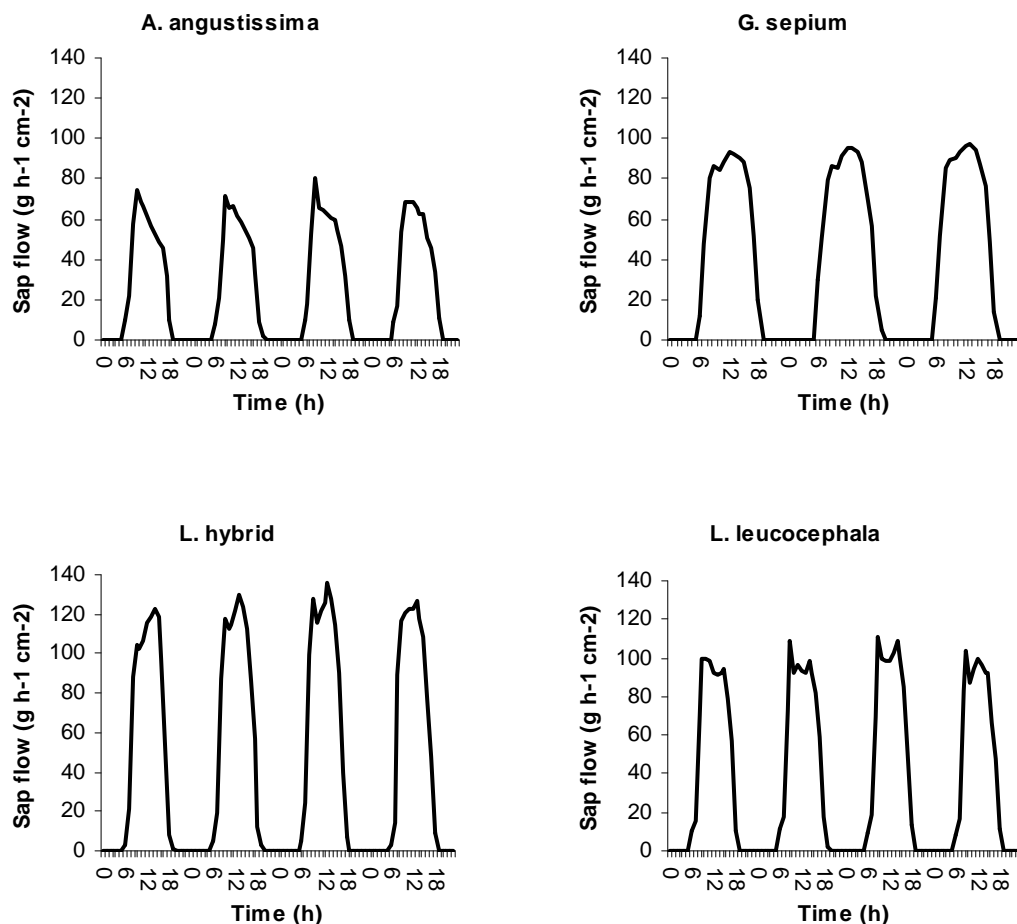 A. angustissima
Sap flow (g h-1 cm-2)
140
120
100
80
60
40
20
0
0 6 12 18 0 6 12 18 0 6 12 18 0 6 12 18
Time (h)
G. sepium
Sap flow (g h-1 cm-2)
140
120
100
80
60
40
20
0
0 6 12 18 0 6 12 18 0 6 12 18
Time (h)
L. hybrid
Sap flow (g h-1 cm-2)
140
120
100
80
60
40
20
0
0 6 12 18 0 6 12 18 0 6 12 18 0 6 12 18
Time (h)
L. leucocephala
Sap flow (g h-1 cm-2)
140
120
100
80
60
40
20
0
0 6 12 18 0 6 12 18 0 6 12 18 0 6 12 18
Time (h)